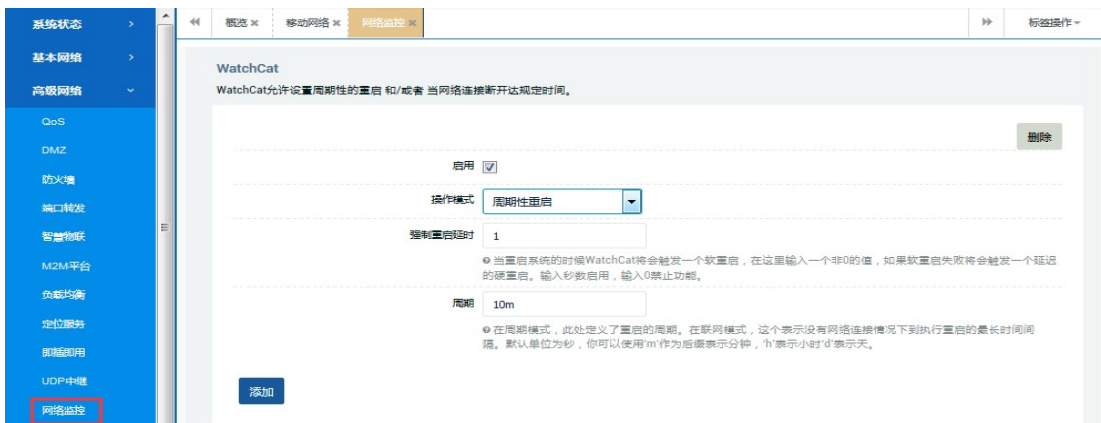 系统状态
基本网络
高级网络
QoS
DMZ
防火墙
端口转发
智慧物联
M2M平台
负载均衡
定位服务
即插即用
UDP中继
网络监控
概览 移动网络 网络监控 标签操作
WatchCat
WatchCat允许设置周期性的重启 和/或者 当网络连接断开达规定时间。
删除
启用
操作模式 周期性重启
强制重启延时 1
当重启系统的时候WatchCat将会触发一个软重启，在这里输入一个非0的值，如果软重启失败将会触发一个延迟
的硬重启。输入秒数启用，输入0禁止功能。
周期 10m
在周期模式，此处定义了重启的周期。在联网模式，这个表示没有网络连接情况下到执行重启的最长时间间
隔。默认单位为秒，你可以使用'm'作为后缀表示分钟，'h'表示小时'd'表示天。
添加